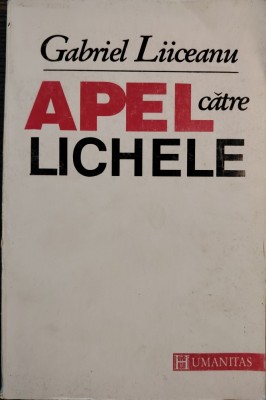 Gabriel Liiceanu
APEL către
LICHELE
HUMANITAS